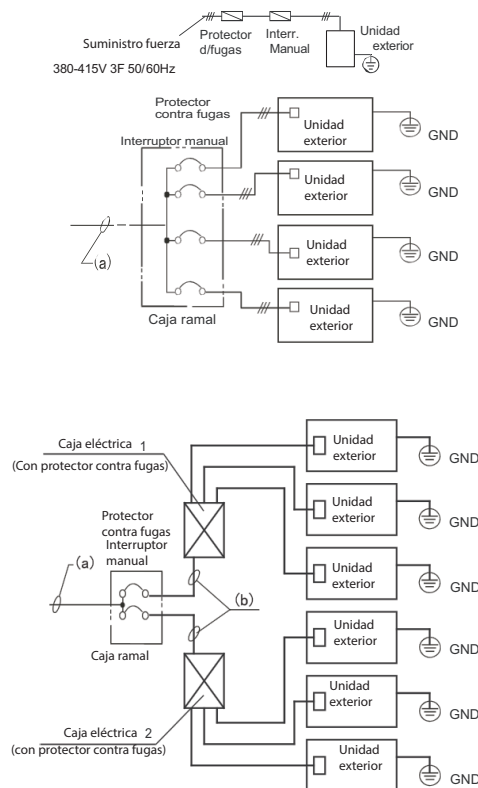 Suministro fuerza
380-415V 3F 50/60Hz
Protector
d/fugas
Interr.
Manual
Unidad
exterior
Protector
contra fugas
Interruptor manual
(a)
Caja ramal
Unidad
exterior
GND
Unidad
exterior
GND
Unidad
exterior
GND
Unidad
exterior
GND
Caja eléctrica 1
(Con protector contra fugas)
Protector
contra fugas
Interruptor
manual
(a)
(b)
Caja ramal
Caja eléctrica 2
(con protector contra fugas)
Unidad
exterior
GND
Unidad
exterior
GND
Unidad
exterior
GND
Unidad
exterior
GND
Unidad
exterior
GND
Unidad
exterior
GND